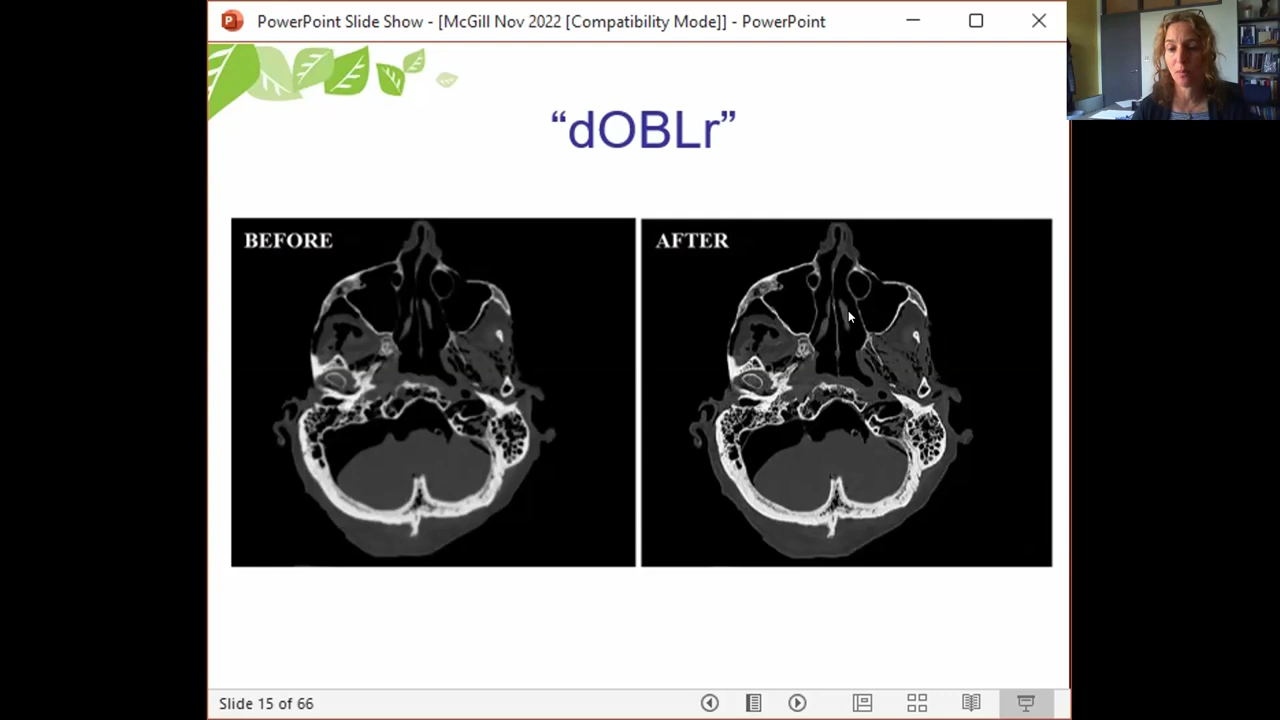 PowerPoint Slide Show - [McGill Nov 2022 [Compatibility Mode]] - PowerPoint
“dOBLr”
BEFORE
AFTER
Slide 15 of 66